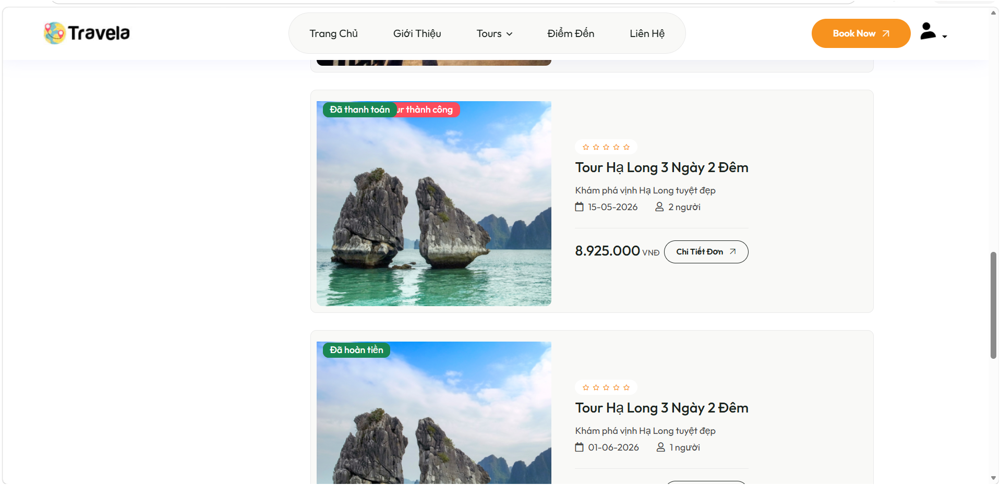 Travela
Trang Chủ
Giới Thiệu
Tours
Điểm Đến
Liên Hệ
Book Now
Đã thanh toán
ur thành công
Tour Hạ Long 3 Ngày 2 Đêm
Khám phá vịnh Hạ Long tuyệt đẹp
15-05-2026 2 người
8.925.000 VNĐ
Chi Tiết Đơn
Đã hoàn tiền
Tour Hạ Long 3 Ngày 2 Đêm
Khám phá vịnh Hạ Long tuyệt đẹp
01-06-2026 1 người